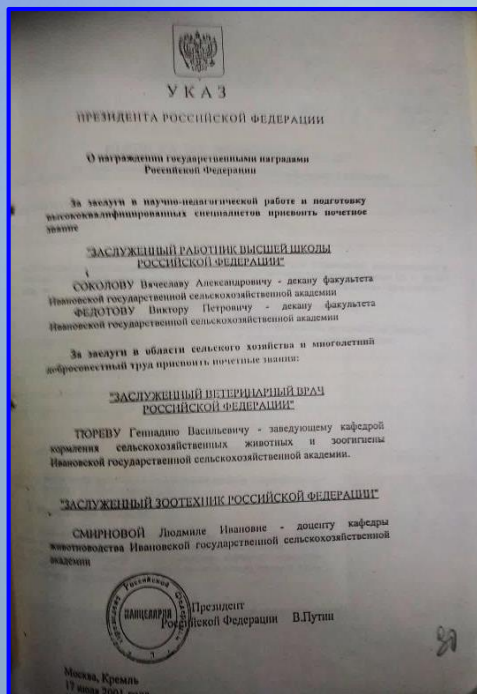 УКАЗ
ПРЕЗИДЕНТА РОССИЙСКОЙ ФЕДЕРАЦИИ
О награждении государственными наградами
Российской Федерации
За заслуги в научно-педагогической работе и подготовку
высококвалифицированных специалистов присвоить почетное
звание
"ЗАСЛУЖЕННЫЙ РАБОТНИК ВЫСШЕЙ ШКОЛЫ
РОССИЙСКОЙ ФЕДЕРАЦИИ"
СОКОЛОВУ Вячеславу Александровичу - декану факультета
Ивановской государственной сельскохозяйственной академии
ФЕДОТОВУ Виктору Петровичу - декану факультета
Ивановской государственной сельскохозяйственной академии
За заслуги в области сельского хозяйства и многолетний
добросовестный труд присвоить почетные звания:
"ЗАСЛУЖЕННЫЙ ВЕТЕРИНАРНЫЙ ВРАЧ
РОССИЙСКОЙ ФЕДЕРАЦИИ"
Геннадию Васильевичу - заведующему кафедрой
кормления сельскохозяйственных животных и зоогигиены
Ивановской государственной сельскохозяйственной академии.
"ЗАСЛУЖЕННЫЙ ЗООТЕХНИК РОССИЙСКОЙ ФЕДЕРАЦИИ"
СМИРНОВОЙ Людмиле Ивановне - доценту кафедры
животноводства Ивановской государственной сельскохозяйственной
академии
КАНЦЕЛЯРИЯ
Президент
Российской Федерации В.Путин
Москва, Кремль